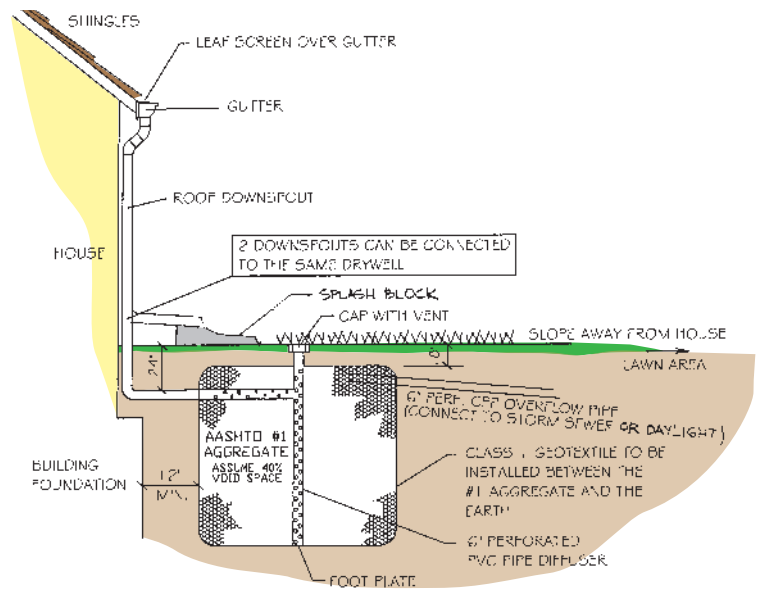 SHINGLES
LEAF SCREEN OVER GUTTER
GUTTER
ROOF DOWNSPOUT
HOUSE
2 DOWNSPOUTS CAN BE CONNECTED
TO THE SAME DRYWELL
SPLASH BLOCK
CAP WITH VENT
SLOPE AWAY FROM HOUSE
LAWN AREA
24"
6" PERF. CPP OVERFLOW PIPE
(CONNECT TO STORM SEWER OR DAYLIGHT)
AASHTO #1
AGGREGATE
ASSUME 40%
VOID SPACE
BUILDING
FOUNDATION
MIN.
CLASS 1 GEOTEXTILE TO BE
INSTALLED BETWEEN THE
#1 AGGREGATE AND THE
EARTH
6" PERFORATED
PVC PIPE DIFFUSER
FOOT PLATE